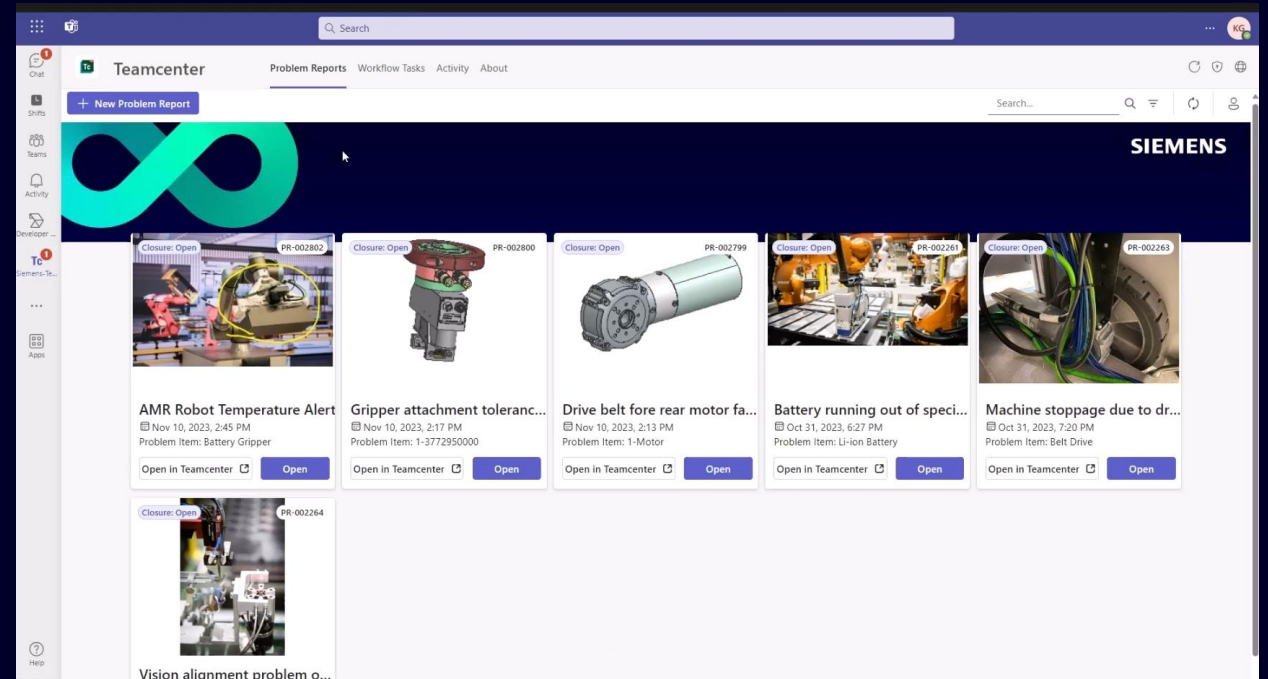 Search
KG
1
Chat
Teamcenter
Problem Reports
Workflow Tasks
Activity
About
Shifts
+ New Problem Report
Search...
Teams
SIEMENS
Activity
Developer ...
1
Tc
Siemens-Te...
...
Apps
Closure: Open
PR-002802
AMR Robot Temperature Alert
Nov 10, 2023, 2:45 PM
Problem Item: Battery Gripper
Open in Teamcenter
Open
Closure: Open
PR-002800
Gripper attachment toleranc...
Nov 10, 2023, 2:17 PM
Problem Item: 1-3772950000
Open in Teamcenter
Open
Closure: Open
PR-002799
Drive belt fore rear motor fa...
Nov 10, 2023, 2:13 PM
Problem Item: 1-Motor
Open in Teamcenter
Open
Closure: Open
PR-002261
Battery running out of speci...
Oct 31, 2023, 6:27 PM
Problem Item: Li-ion Battery
Open in Teamcenter
Open
Closure: Open
PR-002263
Machine stoppage due to dr...
Oct 31, 2023, 7:20 PM
Problem Item: Belt Drive
Open in Teamcenter
Open
Closure: Open
PR-002264
Vision alignment problem o...
Help